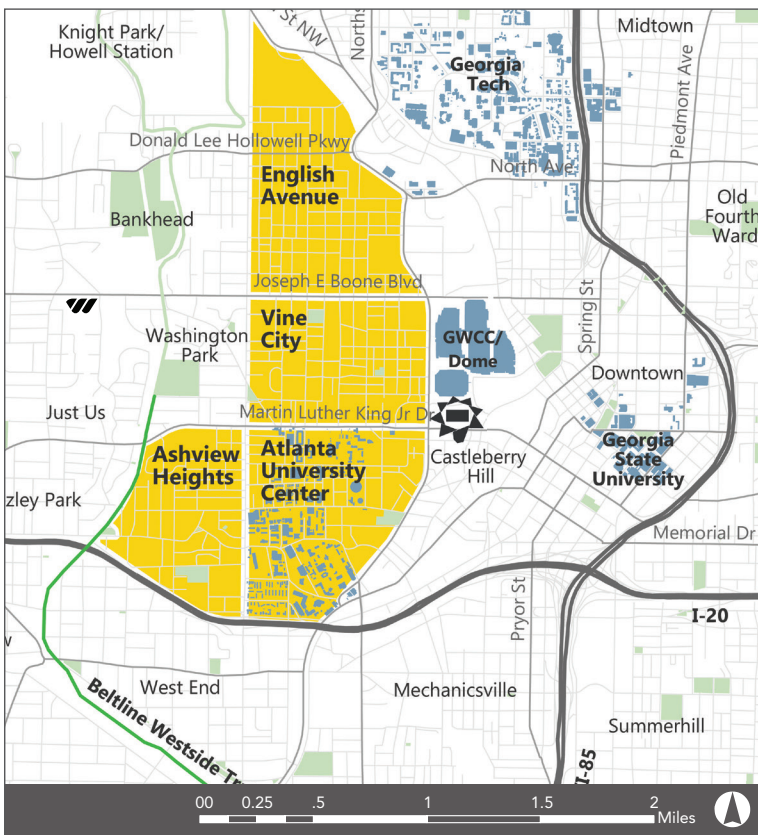 Knight Park/
Howell Station
St NW
Norths
Midtown
Georgia
Tech
Piedmont Ave
Donald Lee Hollowell Pkwy
North Ave
English
Avenue
Bankhead
Old
Fourth
Ward
Joseph E Boone Blvd
Spring St
Vine
City
GWCC/
Dome
Washington
Park
Downtown
Just Us
Martin Luther King Jr Dr
Ashview
Heights
Atlanta
University
Center
Castleberry
Hill
Georgia
State
University
zley Park
Memorial Dr
Pryor St
I-20
w
West End
Mechanicsville
Beltline Westside Tr
Summerhill
I-85
00 0.25 .5 1 1.5 2
Miles